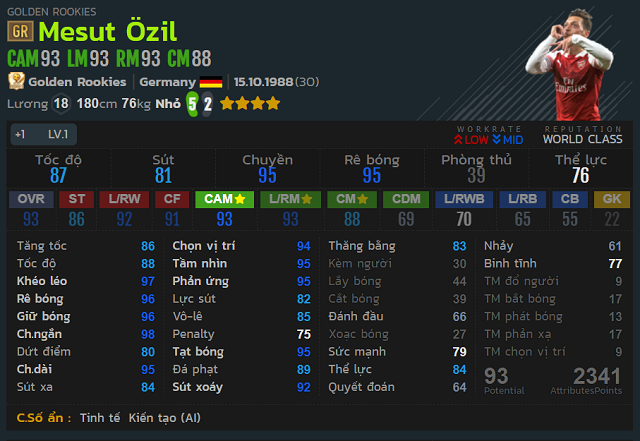 GOLDEN ROOKIES
GR Mesut Özil
CAM 93 LM 93 RM 93 CM 88
Golden Rookies Germany 15.10.1988 (30)
Lương 18 180cm 76kg Nhỏ 5 2
+1 LV.1
WORKRATE REPUTATION
LOW MID WORLD CLASS
Tốc độ Sút Chuyền Rê bóng Phòng thủ Thể lực
87 81 95 95 39 76
OVR ST L/RW CF CAM L/RM CM CDM L/RWB L/RB CB GK
93 86 92 91 93 93 88 69 70 65 55 22
Tăng tốc 86 Chọn vị trí 94 Thăng bằng 83 Nhảy 61
Tốc độ 88 Tầm nhìn 95 Kèm người 30 Bình tĩnh 77
Khéo léo 97 Phản ứng 95 Lấy bóng 44 TM đổ người 9
Rê bóng 96 Lực sút 82 Cắt bóng 39 TM bắt bóng 17
Giữ bóng 96 Vô-lê 85 Đánh đầu 66 TM phát bóng 13
Ch.ngắn 98 Penalty 75 Xoạc bóng 27 TM phản xạ 17
Dứt điểm 80 Tạt bóng 95 Sức mạnh 79 TM chọn vị trí 9
Ch.dài 95 Đá phạt 89 Thể lực 84 93 2341
Sút xa 84 Sút xoáy 92 Quyết đoán 64 Potential AttributesPoints
C.Số ẩn : Tinh tế Kiến tạo (AI)